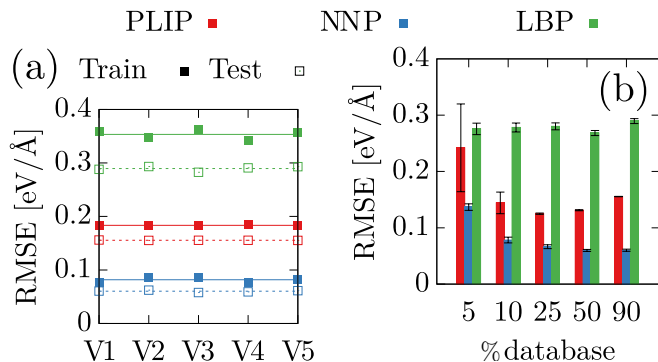 PLIP NNP LBP
(a) Train Test
RMSE [eV/Å]
0.4
0.3
0.2
0.1
0
V1 V2 V3 V4 V5
(b)
RMSE [eV/Å]
0.4
0.3
0.2
0.1
0
5 10 25 50 90
% database